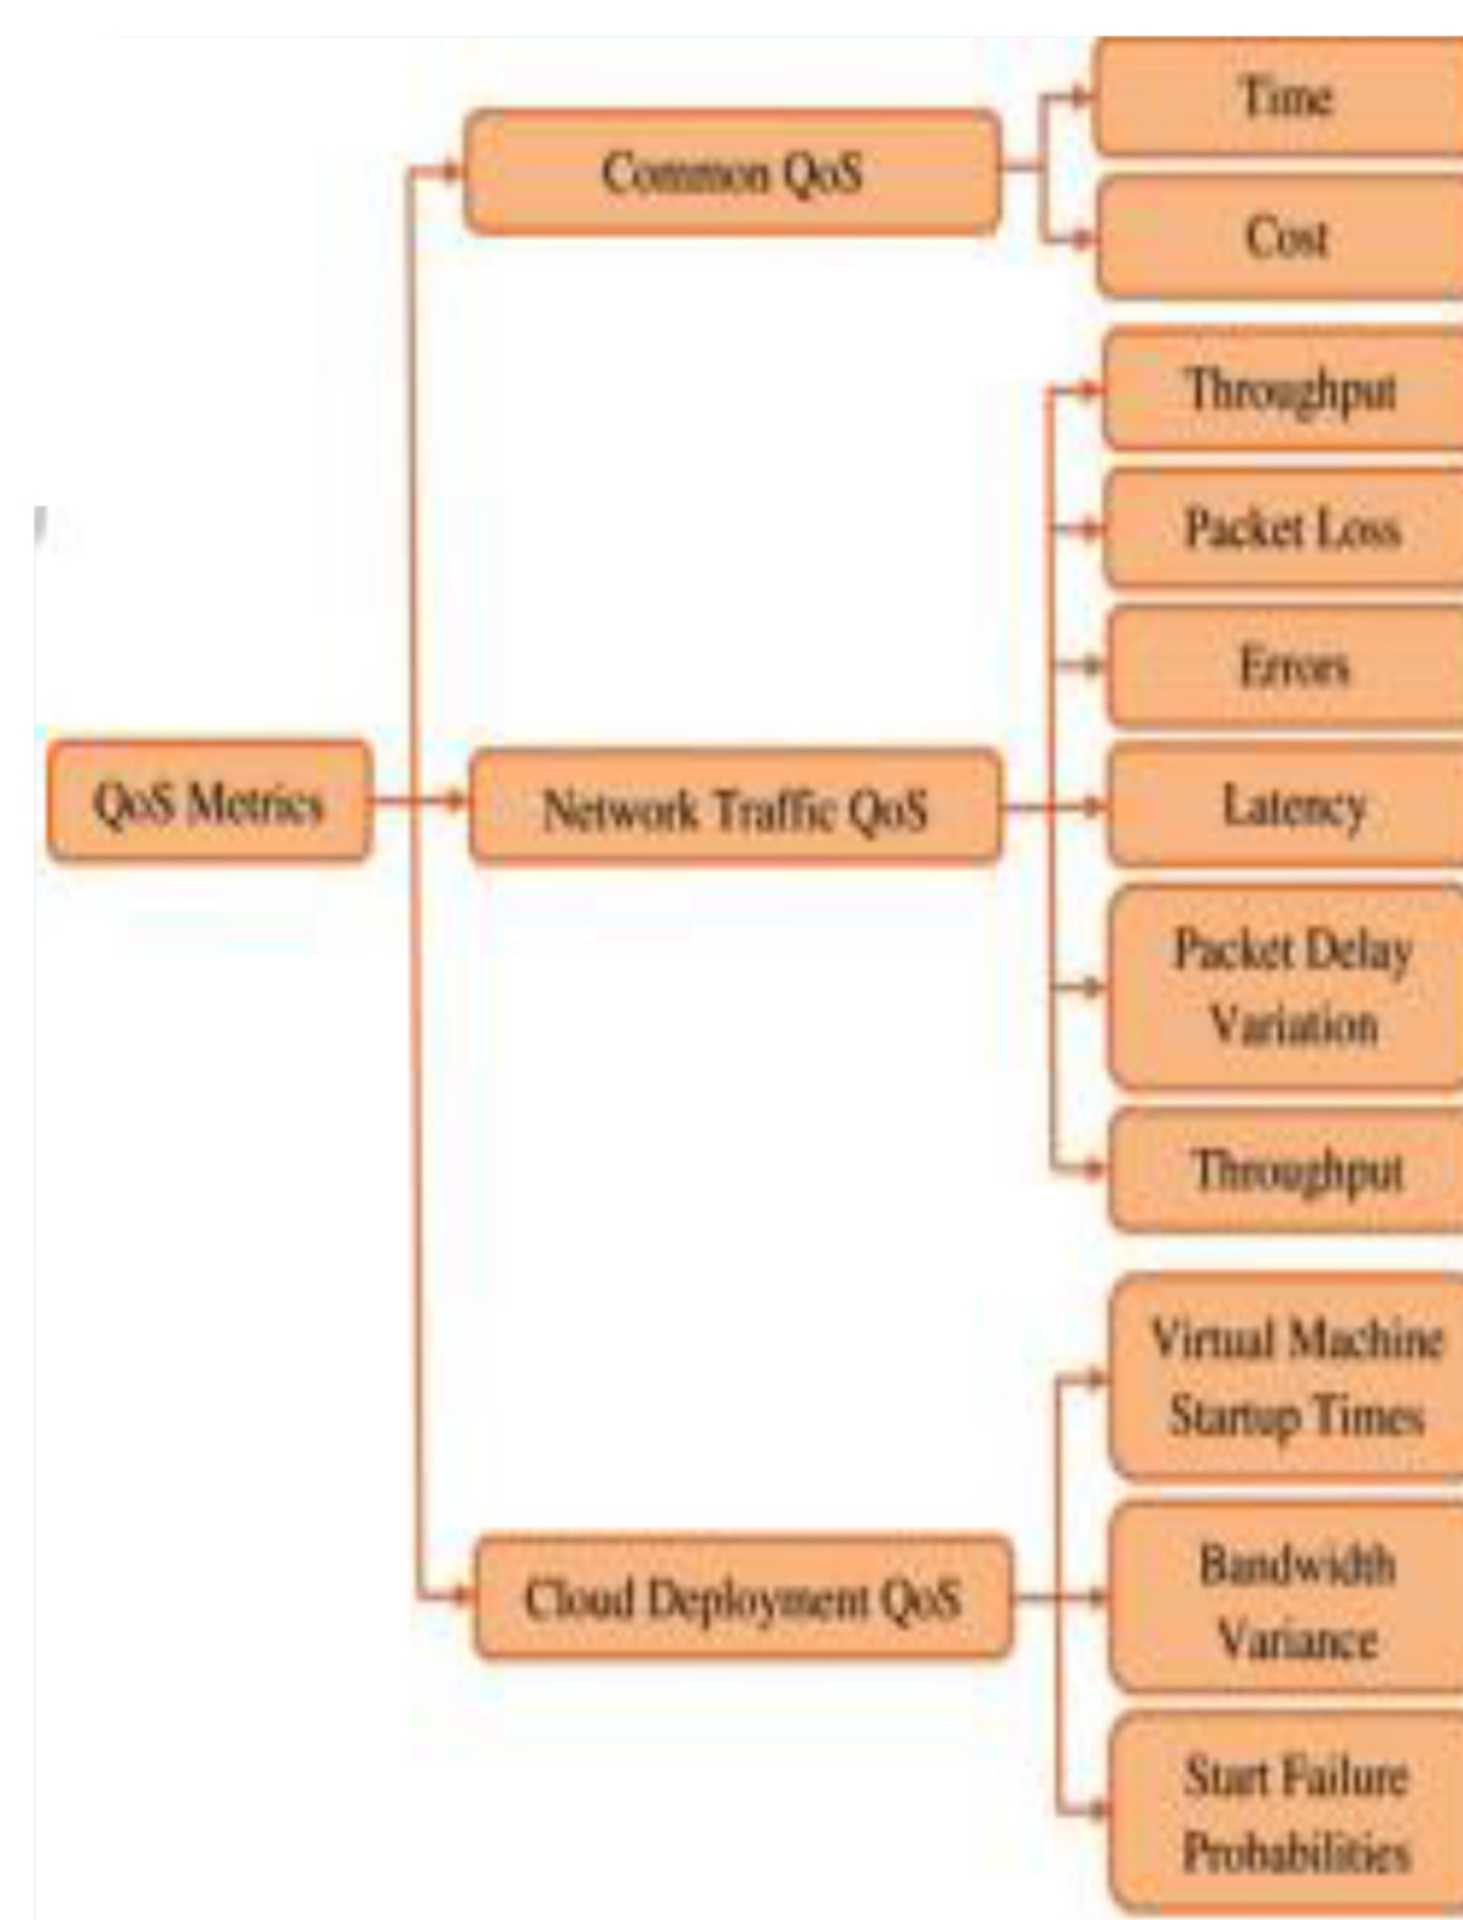 Time
Common QoS
Cost
Throughput
Packet Loss
Errors
QoS Metrics
Network Traffic QoS
Latency
Packet Delay
Variation
Throughput
Virtual Machine
Startup Times
Bandwidth
Cloud Deployment QoS
Variance
Start Failure
Probabilities